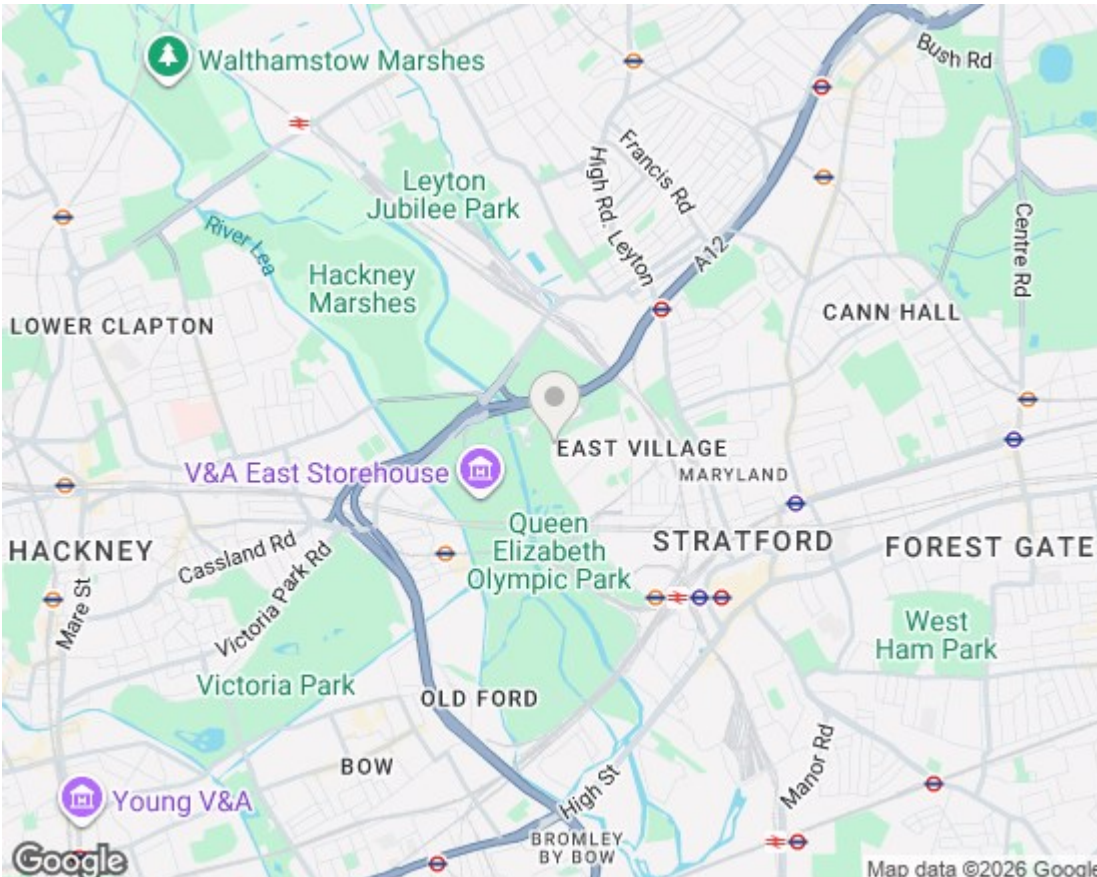 Bush Rd
Walthamstow Marshes
Francis Rd
High Rd. Leyton
Leyton
Jubilee Park
Centre Rd
River Lea
A12
Hackney
Marshes
LOWER CLAPTON
CANN HALL
EAST VILLAGE
V&A East Storehouse
MARYLAND
Queen
Elizabeth
Olympic Park
STRATFORD
FOREST GATE
HACKNEY
Cassland Rd
Mare St
Victoria Park Rd
West
Ham Park
Victoria Park
OLD FORD
BOW
Manor Rd
High St
Young V&A
BROMLEY
BY BOW
Google
Map data ©2026 Google